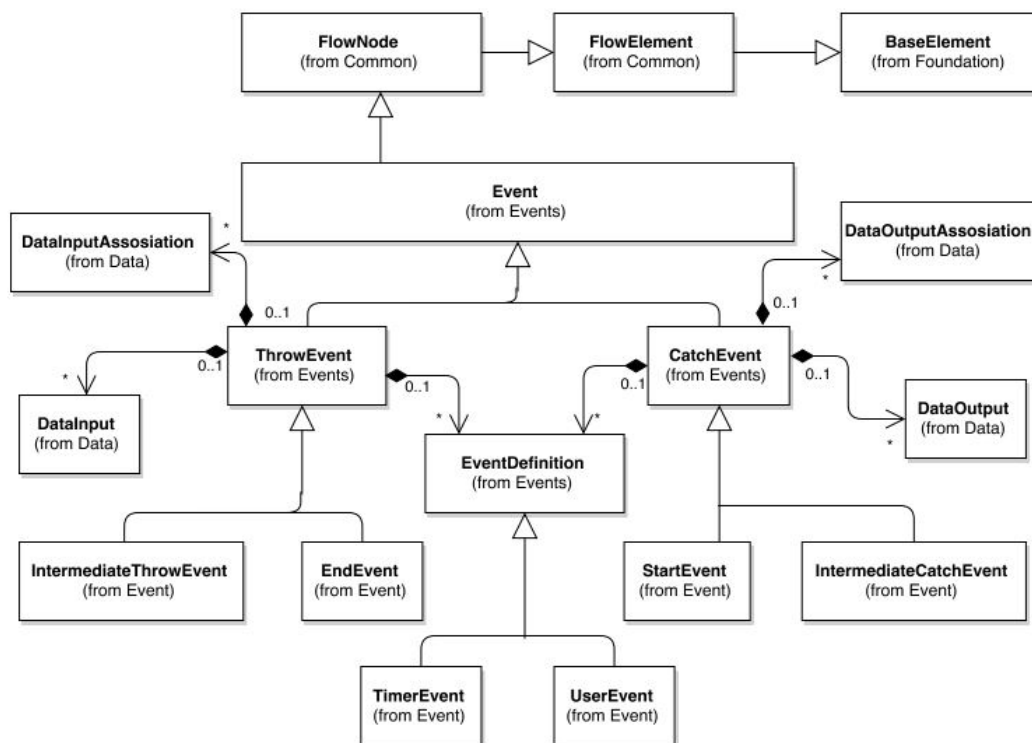 FlowNode
(from Common)
FlowElement
(from Common)
BaseElement
(from Foundation)
Event
(from Events)
DataInputAssosiation
(from Data)
*
DataOutputAssosiation
(from Data)
*
0..1
0..1
ThrowEvent
(from Events)
0..1
0..1
*
*
CatchEvent
(from Events)
0..1
0..1
*
*
DataInput
(from Data)
DataOutput
(from Data)
EventDefinition
(from Events)
IntermediateThrowEvent
(from Event)
EndEvent
(from Event)
StartEvent
(from Event)
IntermediateCatchEvent
(from Event)
TimerEvent
(from Event)
UserEvent
(from Event)